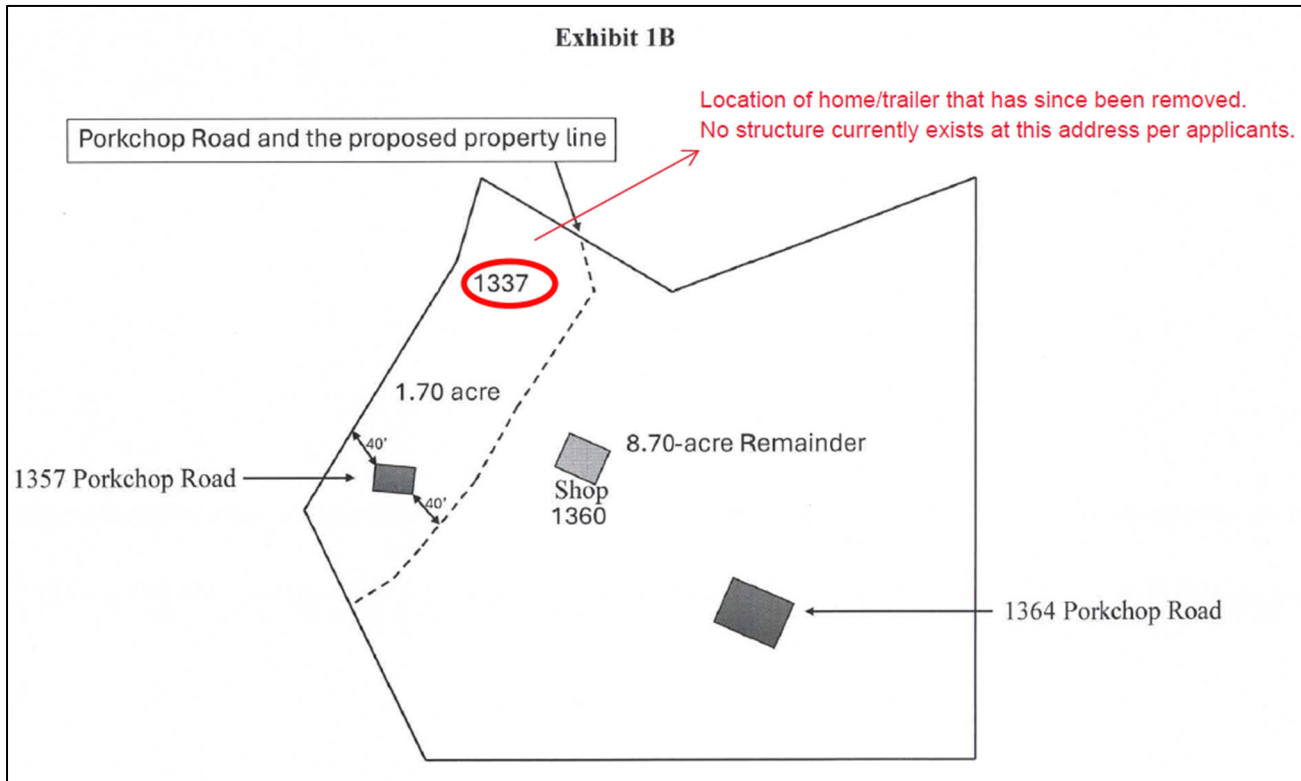 Exhibit 1B
Location of home/trailer that has since been removed.
No structure currently exists at this address per applicants.
Porkchop Road and the proposed property line
1337
1.70 acre
40'
8.70-acre Remainder
1357 Porkchop Road
40'
Shop
1360
1364 Porkchop Road